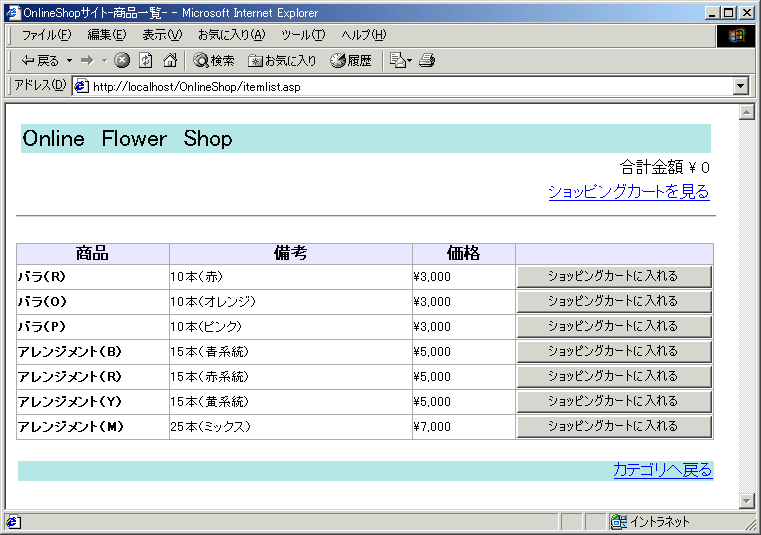 OnlineShopサイト-商品一覧- - Microsoft Internet Explorer
ファイル(F) 編集(E) 表示(V) お気に入り(A) ツール(T) ヘルプ(H)
戻る 検索 お気に入り 履歴
アドレス(D) http://localhost/OnlineShop/itemlist.asp
Online Flower Shop
合計金額 ¥ 0
ショッピングカートを見る
商品 備考 価格
バラ(R) 10本(赤) ¥3,000 ショッピングカートに入れる
バラ(O) 10本(オレンジ) ¥3,000 ショッピングカートに入れる
バラ(P) 10本(ピンク) ¥3,000 ショッピングカートに入れる
アレンジメント(B) 15本(青系統) ¥5,000 ショッピングカートに入れる
アレンジメント(R) 15本(赤系統) ¥5,000 ショッピングカートに入れる
アレンジメント(Y) 15本(黄系統) ¥5,000 ショッピングカートに入れる
アレンジメント(M) 25本(ミックス) ¥7,000 ショッピングカートに入れる
カテゴリへ戻る
イントラネット